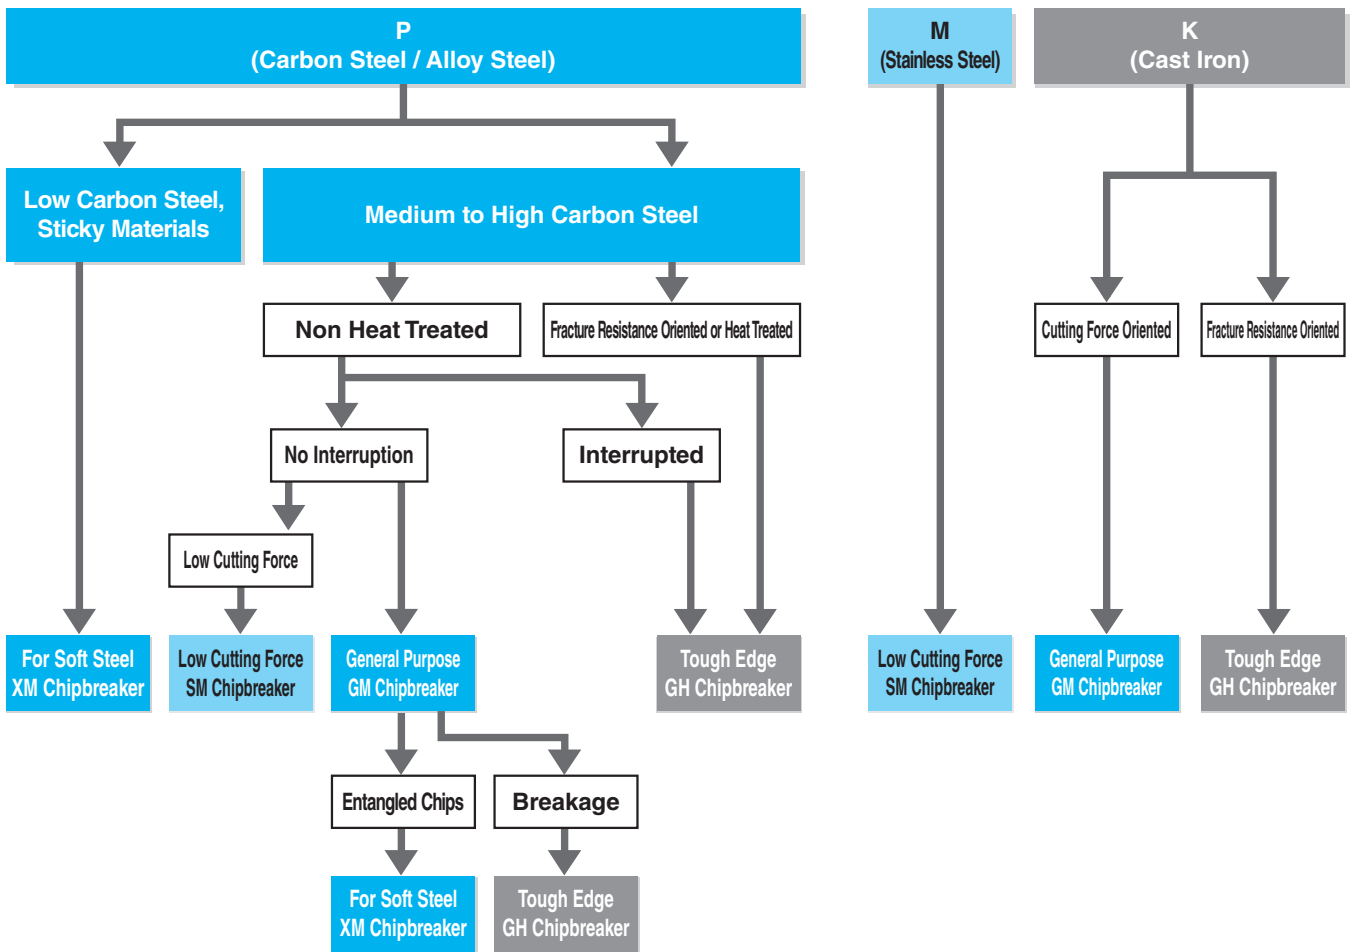 P
(Carbon Steel / Alloy Steel)
M
(Stainless Steel)
K
(Cast Iron)
Low Carbon Steel,
Sticky Materials
Medium to High Carbon Steel
Non Heat Treated
Fracture Resistance Oriented or Heat Treated
Cutting Force Oriented
Fracture Resistance Oriented
No Interruption
Interrupted
Low Cutting Force
For Soft Steel
XM Chipbreaker
Low Cutting Force
SM Chipbreaker
General Purpose
GM Chipbreaker
Tough Edge
GH Chipbreaker
Low Cutting Force
SM Chipbreaker
General Purpose
GM Chipbreaker
Tough Edge
GH Chipbreaker
Entangled Chips
Breakage
For Soft Steel
XM Chipbreaker
Tough Edge
GH Chipbreaker